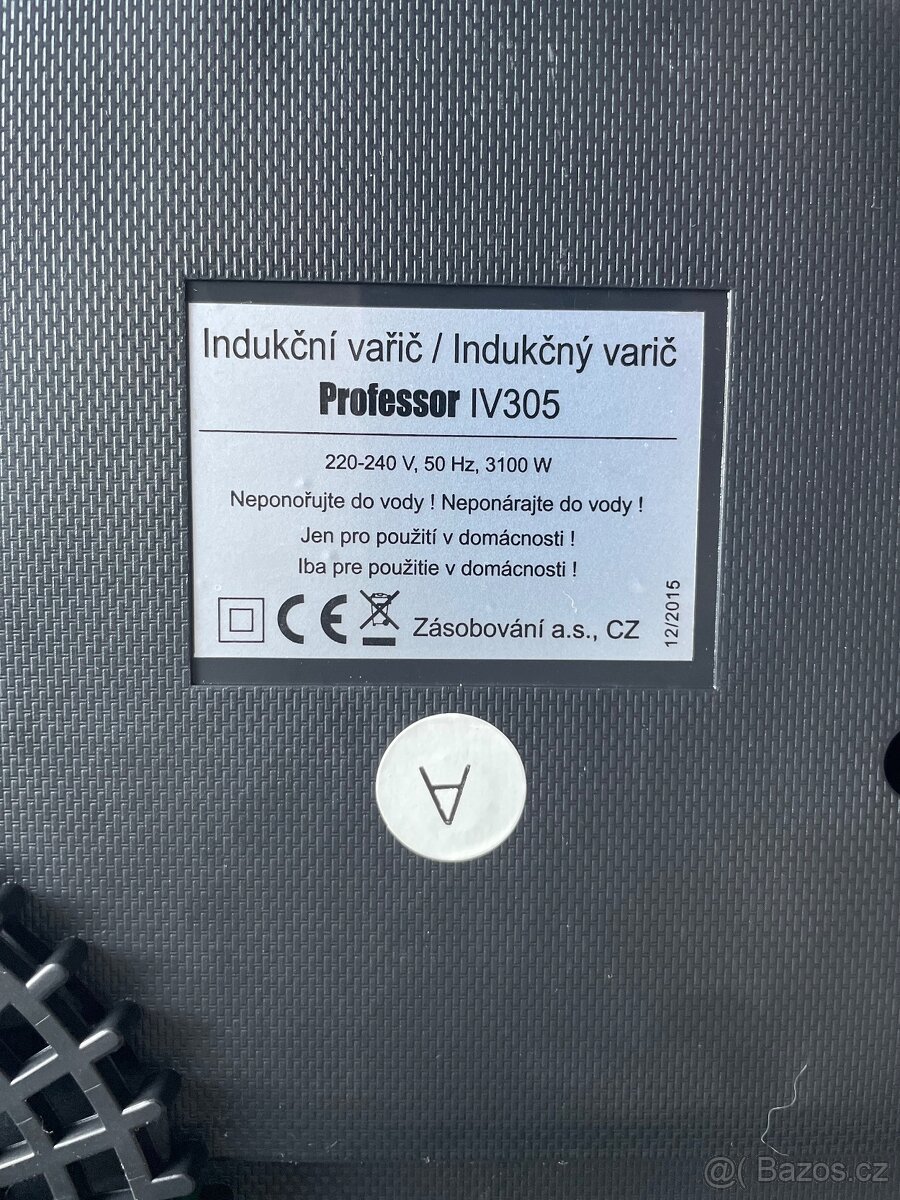 Indukční vařič / Indukčný varič
Professor IV305
220-240 V, 50 Hz, 3100 W
Neponořujte do vody ! Neponárajte do vody !
Jen pro použití v domácnosti !
Iba pre použitie v domácnosti !
CE Zásobování a.s., CZ
12/2015
A
@( Bazos.cz